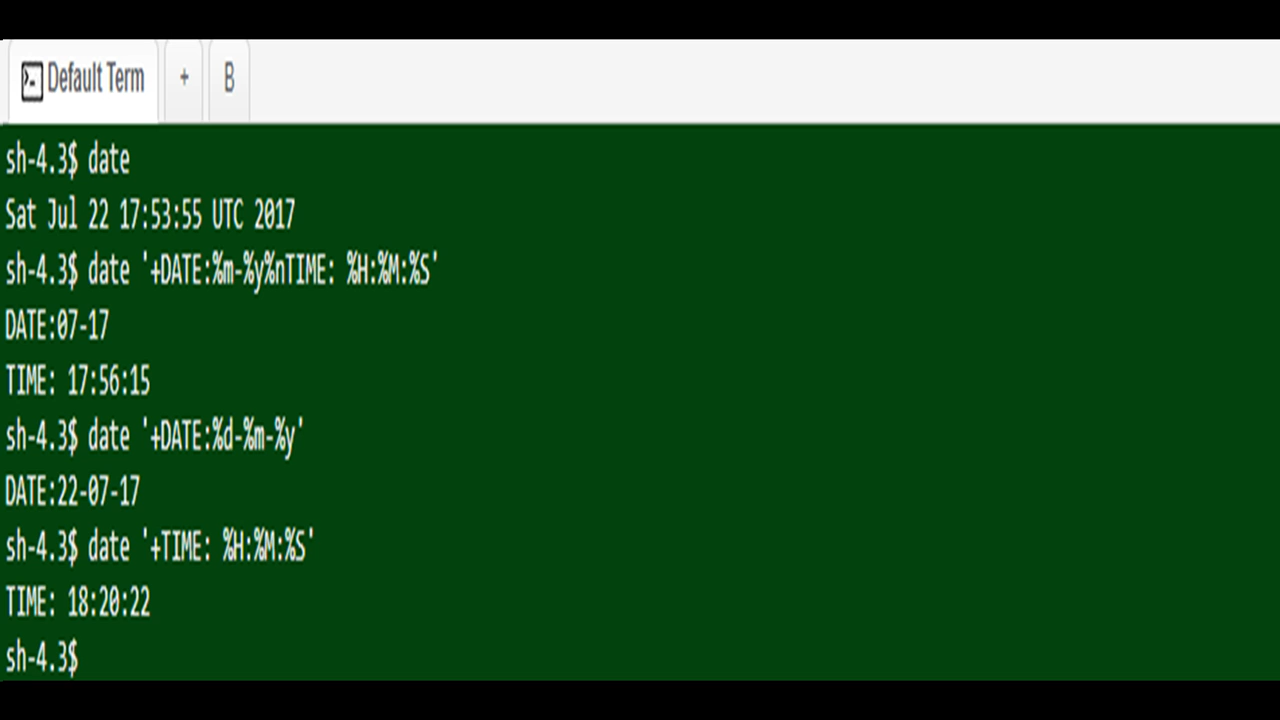 Default Term + B
sh-4.3$ date
Sat Jul 22 17:53:55 UTC 2017
sh-4.3$ date '+DATE:%m-%y%nTIME: %H:%M:%S'
DATE:07-17
TIME: 17:56:15
sh-4.3$ date '+DATE:%d-%m-%y'
DATE:22-07-17
sh-4.3$ date '+TIME: %H:%M:%S'
TIME: 18:20:22
sh-4.3$